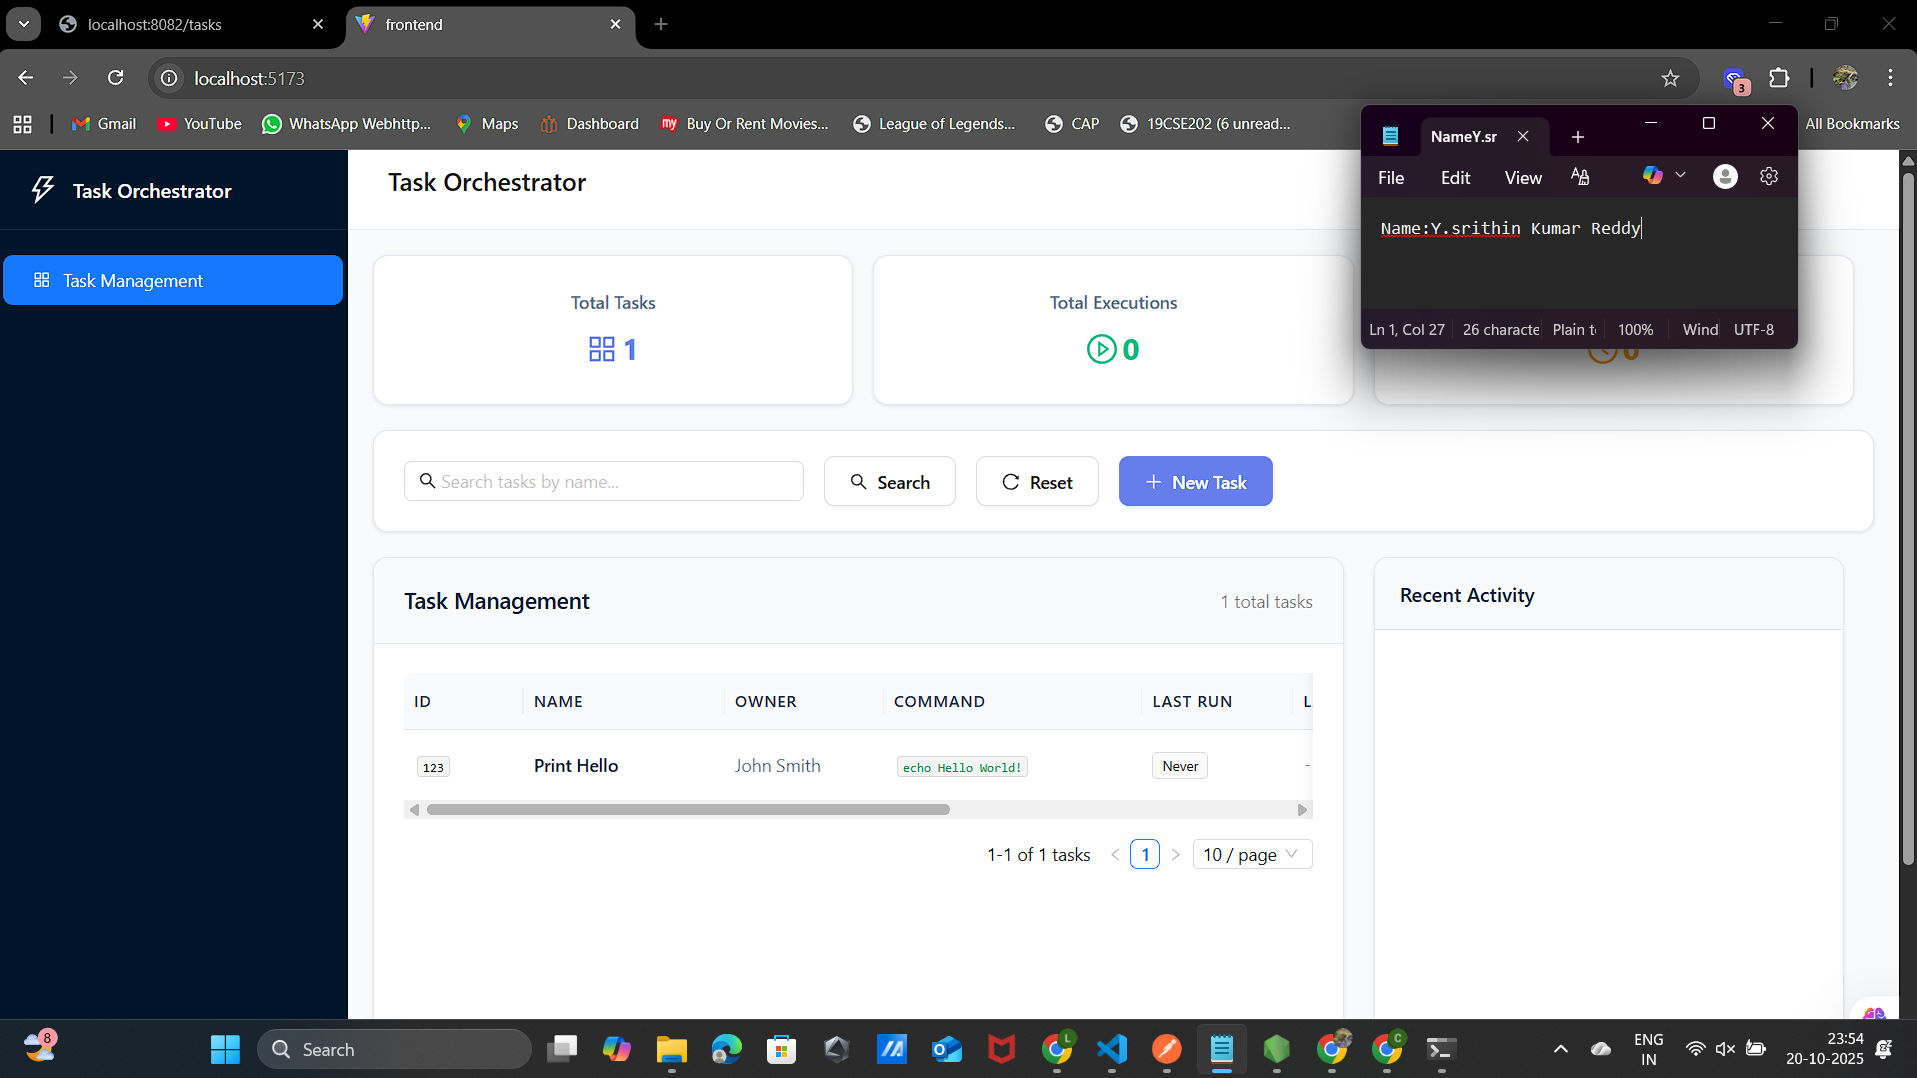 localhost:8082/tasks
frontend
localhost:5173
3
Gmail
YouTube
WhatsApp Webhttp...
Maps
Dashboard
my
Buy Or Rent Movies...
League of Legends...
CAP
19CSE202 (6 unread...
All Bookmarks
NameY.sr
File
Edit
View
Name:Y.srithin Kumar Reddy
Ln 1, Col 27
26 characte
Plain t
100%
Wind
UTF-8
Task Orchestrator
Task Management
Task Orchestrator
Total Tasks
1
Total Executions
0
0
Search tasks by name...
Search
Reset
New Task
Task Management
1 total tasks
Recent Activity
ID
NAME
OWNER
COMMAND
LAST RUN
123
Print Hello
John Smith
echo Hello World!
Never
-
1-1 of 1 tasks
1
10 / page
8
Search
L
C
ENG
IN
23:54
20-10-2025